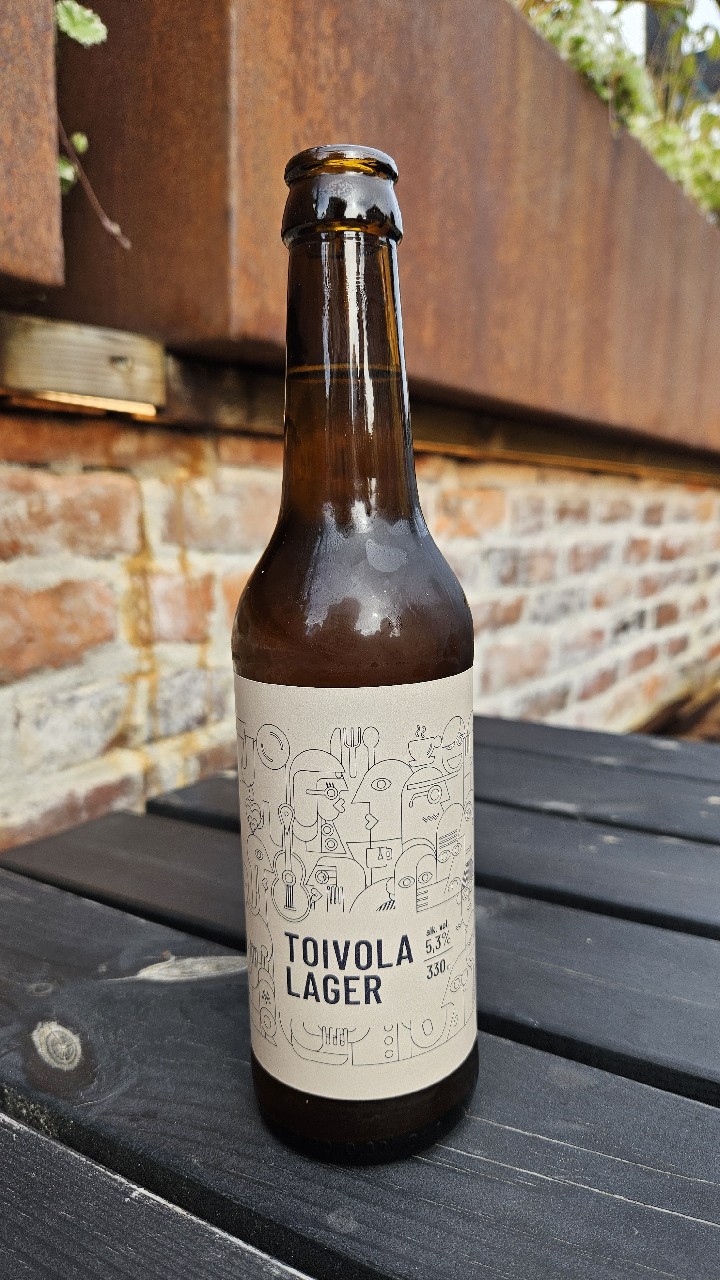 TOIVOLA
LAGER
alk. vol.
5,3%
330